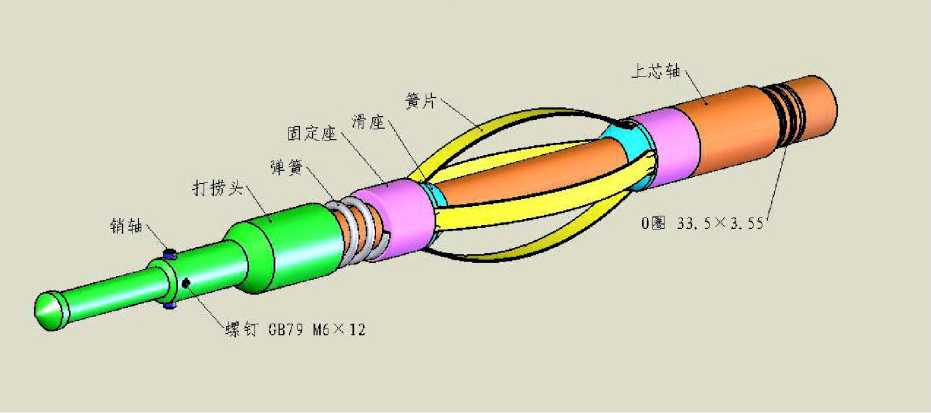 上芯轴
簧片
滑座
固定座
弹簧
打捞头
销轴
O圈 33.5×3.55
螺钉 GB79 M6×12